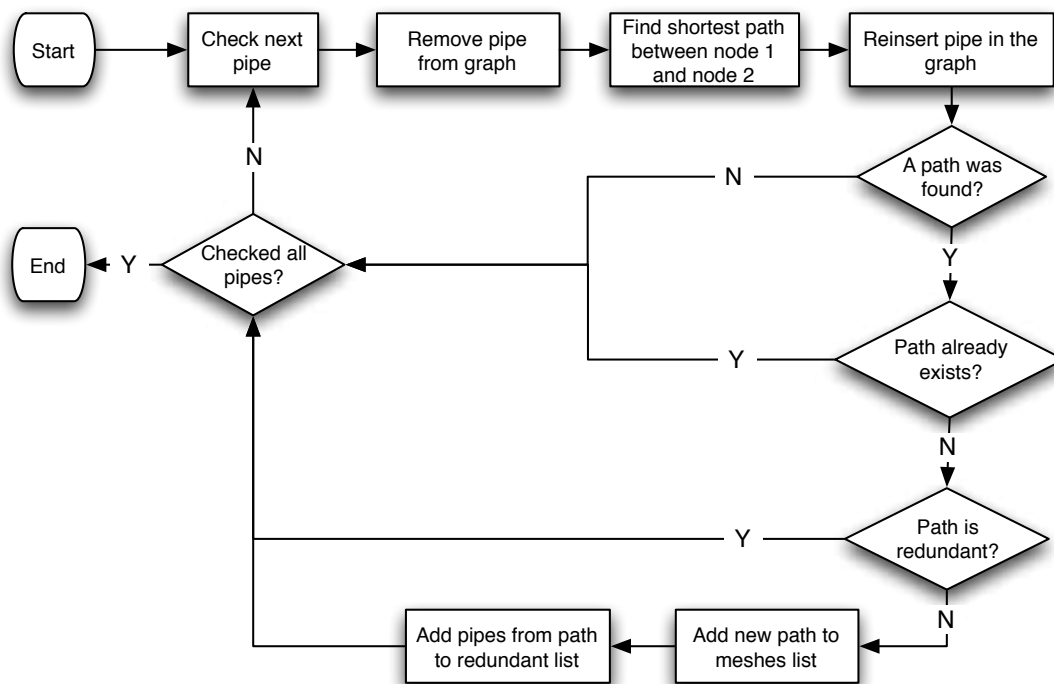 Start
Check next
pipe
Remove pipe
from graph
Find shortest path
between node 1
and node 2
Reinsert pipe in the
graph
N
N
A path was
found?
End
Y
Checked all
pipes?
Y
Y
Path already
exists?
N
Y
Path is
redundant?
N
Add pipes from path
to redundant list
Add new path to
meshes list